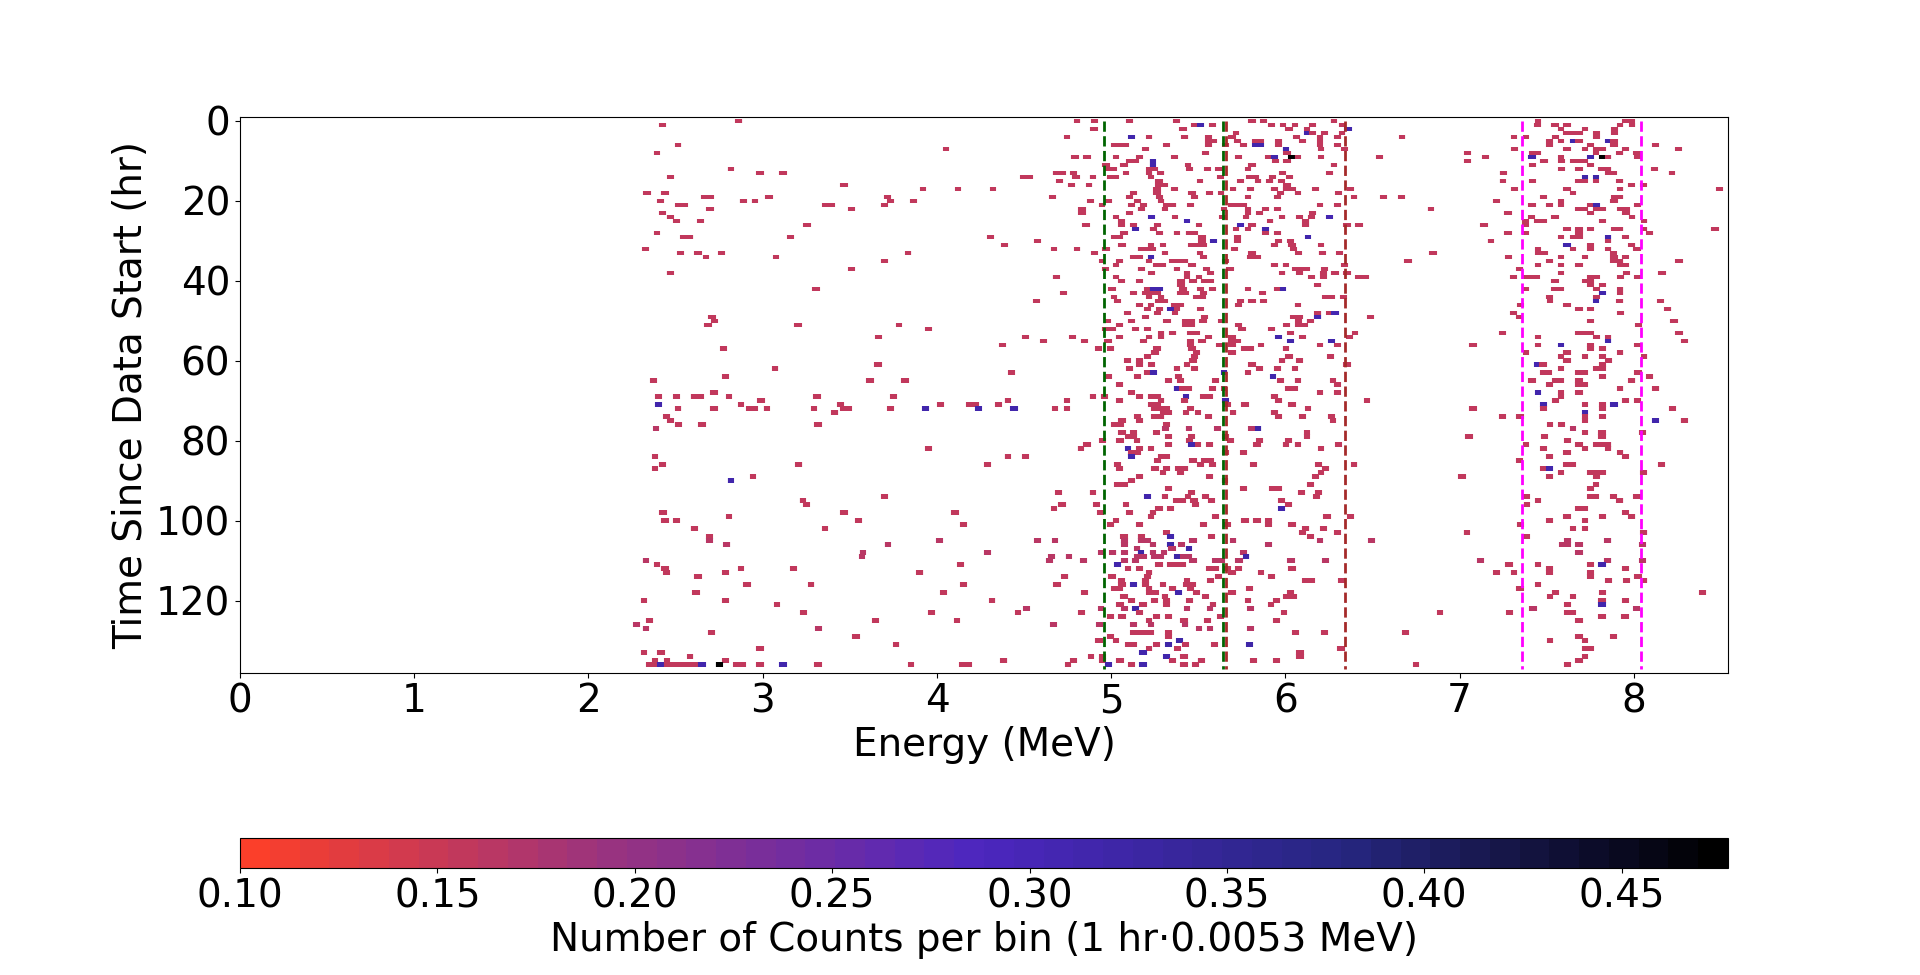 0
20
40
60
80
100
120
Time Since Data Start (hr)
0 1 2 3 4 5 6 7 8
Energy (MeV)
0.10 0.15 0.20 0.25 0.30 0.35 0.40 0.45
Number of Counts per bin (1 hr·0.0053 MeV)